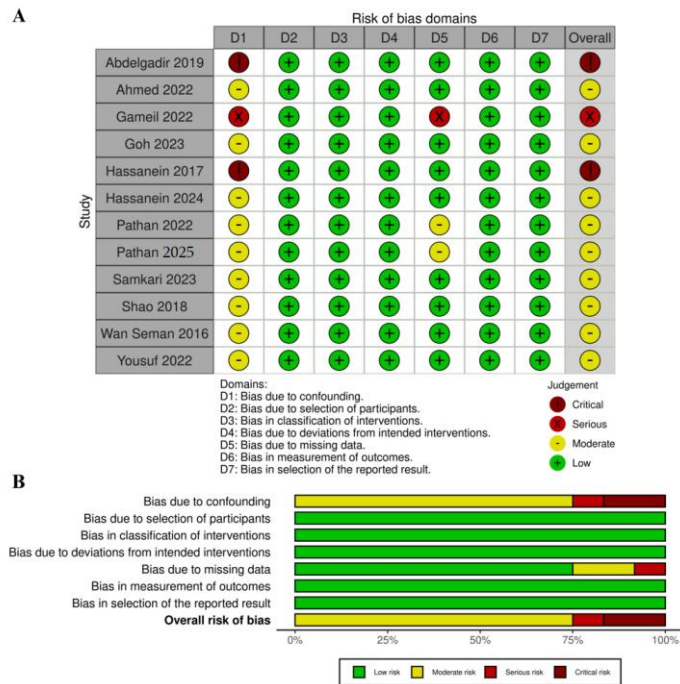 A
Risk of bias domains
D1 D2 D3 D4 D5 D6 D7 Overall
Study
Abdelgadir 2019 ! + + + + + + !
Ahmed 2022 - + + + + + + -
Gameil 2022 X + + + X + + X
Goh 2023 - + + + + + + -
Hassanein 2017 ! + + + + + + !
Hassanein 2024 - + + + + + + -
Pathan 2022 - + + + - + + -
Pathan 2025 - + + + - + + -
Samkari 2023 - + + + + + + -
Shao 2018 - + + + + + + -
Wan Seman 2016 - + + + + + + -
Yousuf 2022 - + + + + + + -
Domains:
D1: Bias due to confounding.
D2: Bias due to selection of participants.
D3: Bias in classification of interventions.
D4: Bias due to deviations from intended interventions.
D5: Bias due to missing data.
D6: Bias in measurement of outcomes.
D7: Bias in selection of the reported result.
Judgement
! Critical
X Serious
- Moderate
+ Low
B
Bias due to confounding
Bias due to selection of participants
Bias in classification of interventions
Bias due to deviations from intended interventions
Bias due to missing data
Bias in measurement of outcomes
Bias in selection of the reported result
Overall risk of bias
0% 25% 50% 75% 100%
Low risk Moderate risk Serious risk Critical risk